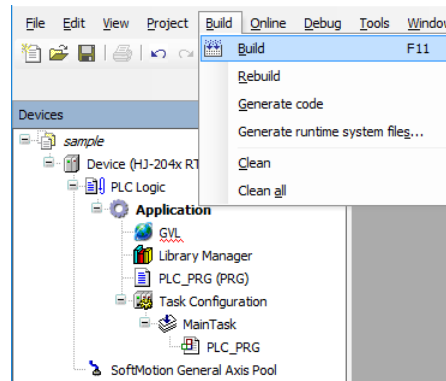 File Edit View Project Build Online Debug Tools Window
Build F11
Rebuild
Generate code
Generate runtime system files...
Clean
Clean all
Devices
sample
Device (HJ-204x RT
PLC Logic
Application
GVL
Library Manager
PLC_PRG (PRG)
Task Configuration
MainTask
PLC_PRG
SoftMotion General Axis Pool